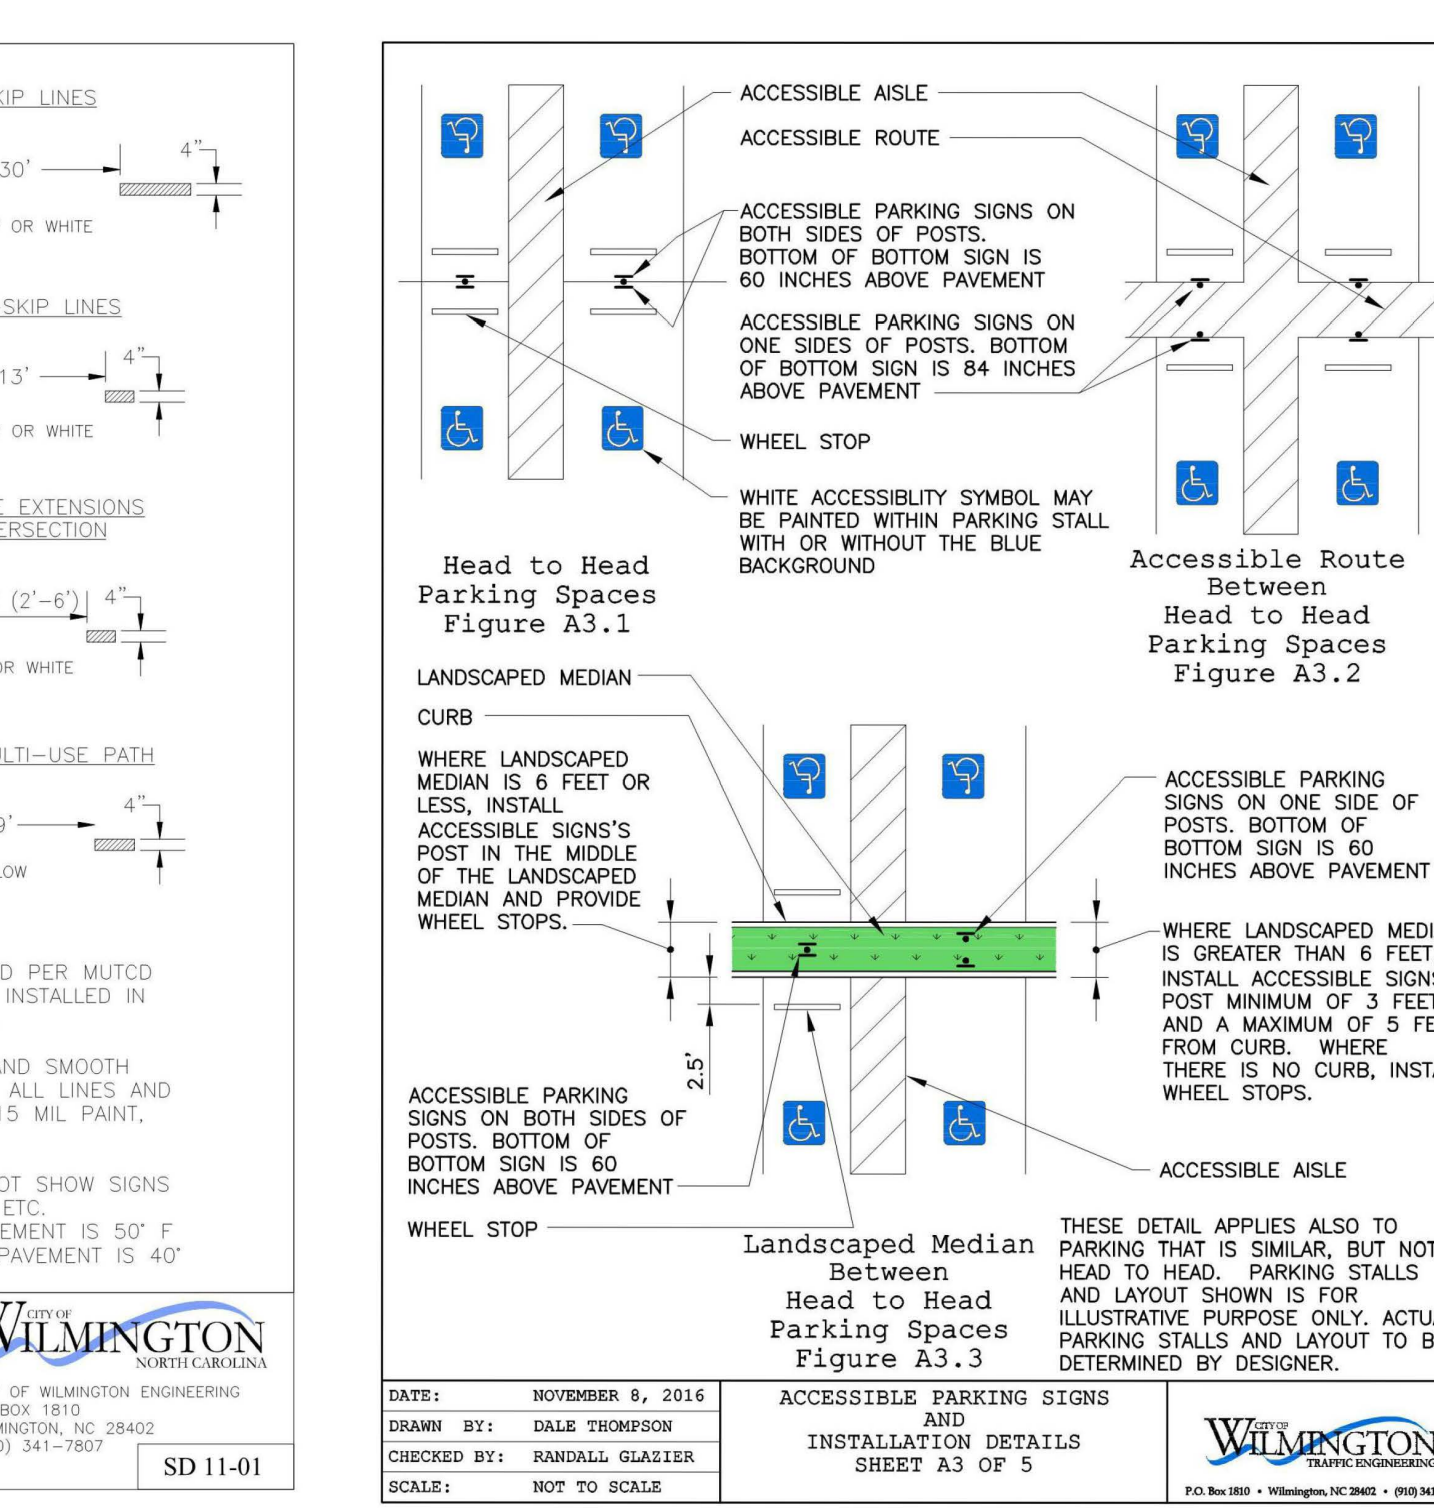 KIP LINES
30'
4"
OR WHITE
SKIP LINES
13'
4"
OR WHITE
EXTENSIONS
ERSECTION
(2'-6')
4"
OR WHITE
ULTI-USE PATH
9'
4"
LOW
D PER MUTCD
INSTALLED IN
AND SMOOTH
ALL LINES AND
15 MIL PAINT,
OT SHOW SIGNS
ETC.
EMENT IS 50° F
PAVEMENT IS 40°
CITY OF
WILMINGTON
NORTH CAROLINA
OF WILMINGTON ENGINEERING
BOX 1810
MINGTON, NC 28402
0) 341-7807
SD 11-01
ACCESSIBLE AISLE
ACCESSIBLE ROUTE
ACCESSIBLE PARKING SIGNS ON
BOTH SIDES OF POSTS.
BOTTOM OF BOTTOM SIGN IS
60 INCHES ABOVE PAVEMENT
ACCESSIBLE PARKING SIGNS ON
ONE SIDES OF POSTS. BOTTOM
OF BOTTOM SIGN IS 84 INCHES
ABOVE PAVEMENT
WHEEL STOP
WHITE ACCESSIBLITY SYMBOL MAY
BE PAINTED WITHIN PARKING STALL
WITH OR WITHOUT THE BLUE
BACKGROUND
Head to Head
Parking Spaces
Figure A3.1
Accessible Route
Between
Head to Head
Parking Spaces
Figure A3.2
LANDSCAPED MEDIAN
CURB
WHERE LANDSCAPED
MEDIAN IS 6 FEET OR
LESS, INSTALL
ACCESSIBLE SIGNS'S
POST IN THE MIDDLE
OF THE LANDSCAPED
MEDIAN AND PROVIDE
WHEEL STOPS.
2.5'
ACCESSIBLE PARKING
SIGNS ON BOTH SIDES OF
POSTS. BOTTOM OF
BOTTOM SIGN IS 60
INCHES ABOVE PAVEMENT
WHEEL STOP
ACCESSIBLE PARKING
SIGNS ON ONE SIDE OF
POSTS. BOTTOM OF
BOTTOM SIGN IS 60
INCHES ABOVE PAVEMENT
WHERE LANDSCAPED MEDI
IS GREATER THAN 6 FEET
INSTALL ACCESSIBLE SIGNS
POST MINIMUM OF 3 FEET
AND A MAXIMUM OF 5 FE
FROM CURB. WHERE
THERE IS NO CURB, INSTA
WHEEL STOPS.
ACCESSIBLE AISLE
Landscaped Median
Between
Head to Head
Parking Spaces
Figure A3.3
THESE DETAIL APPLIES ALSO TO
PARKING THAT IS SIMILAR, BUT NOT
HEAD TO HEAD. PARKING STALLS
AND LAYOUT SHOWN IS FOR
ILLUSTRATIVE PURPOSE ONLY. ACTUA
PARKING STALLS AND LAYOUT TO B
DETERMINED BY DESIGNER.
DATE: NOVEMBER 8, 2016
DRAWN BY: DALE THOMPSON
CHECKED BY: RANDALL GLAZIER
SCALE: NOT TO SCALE
ACCESSIBLE PARKING SIGNS
AND
INSTALLATION DETAILS
SHEET A3 OF 5
CITY OF
WILMINGTON
TRAFFIC ENGINEERING
P.O. Box 1810 • Wilmington, NC 28402 • (910) 341